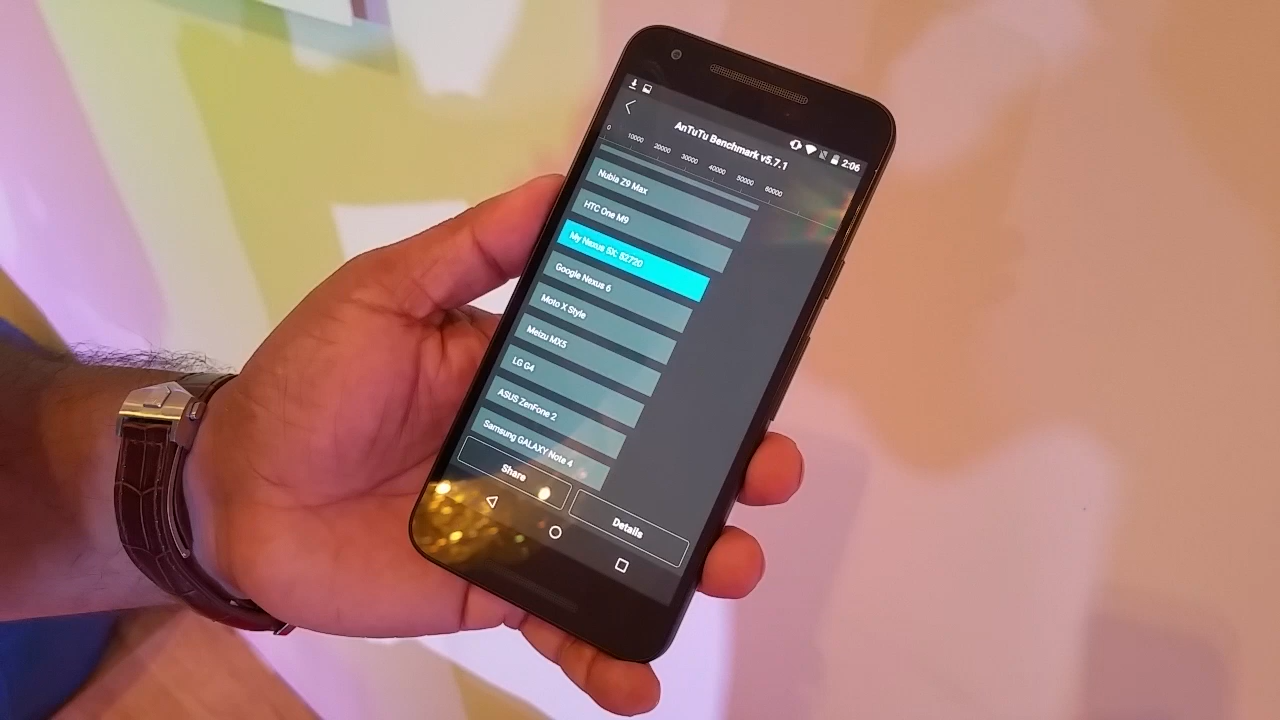 2:06
AnTuTu Benchmark v5.7.1
0 10000 20000 30000 40000 50000 60000
Nubia Z9 Max
HTC One M9
My Nexus 5X: 52720
Google Nexus 6
Moto X Style
Meizu MX5
LG G4
ASUS ZenFone 2
Samsung GALAXY Note 4
Share
Details